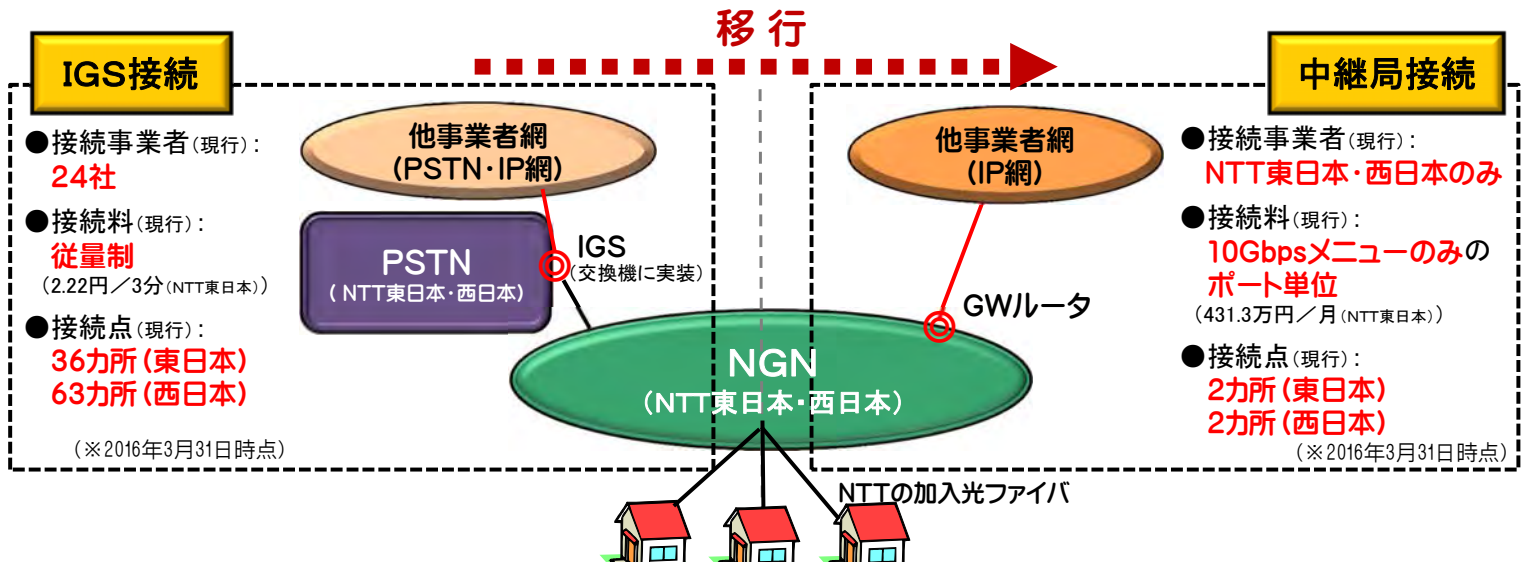 移 行
IGS接続
●接続事業者(現行):
24社
●接続料(現行):
従量制
(2.22円／3分(NTT東日本))
●接続点(現行):
36カ所(東日本)
63カ所(西日本)
(※2016年3月31日時点)
他事業者網
(PSTN・IP網)
PSTN
(NTT東日本・西日本)
IGS
(交換機に実装)
NGN
(NTT東日本・西日本)
他事業者網
(IP網)
GWルータ
NTTの加入光ファイバ
中継局接続
●接続事業者(現行):
NTT東日本・西日本のみ
●接続料(現行):
10Gbpsメニューのみの
ポート単位
(431.3万円／月(NTT東日本))
●接続点(現行):
2カ所(東日本)
2カ所(西日本)
(※2016年3月31日時点)